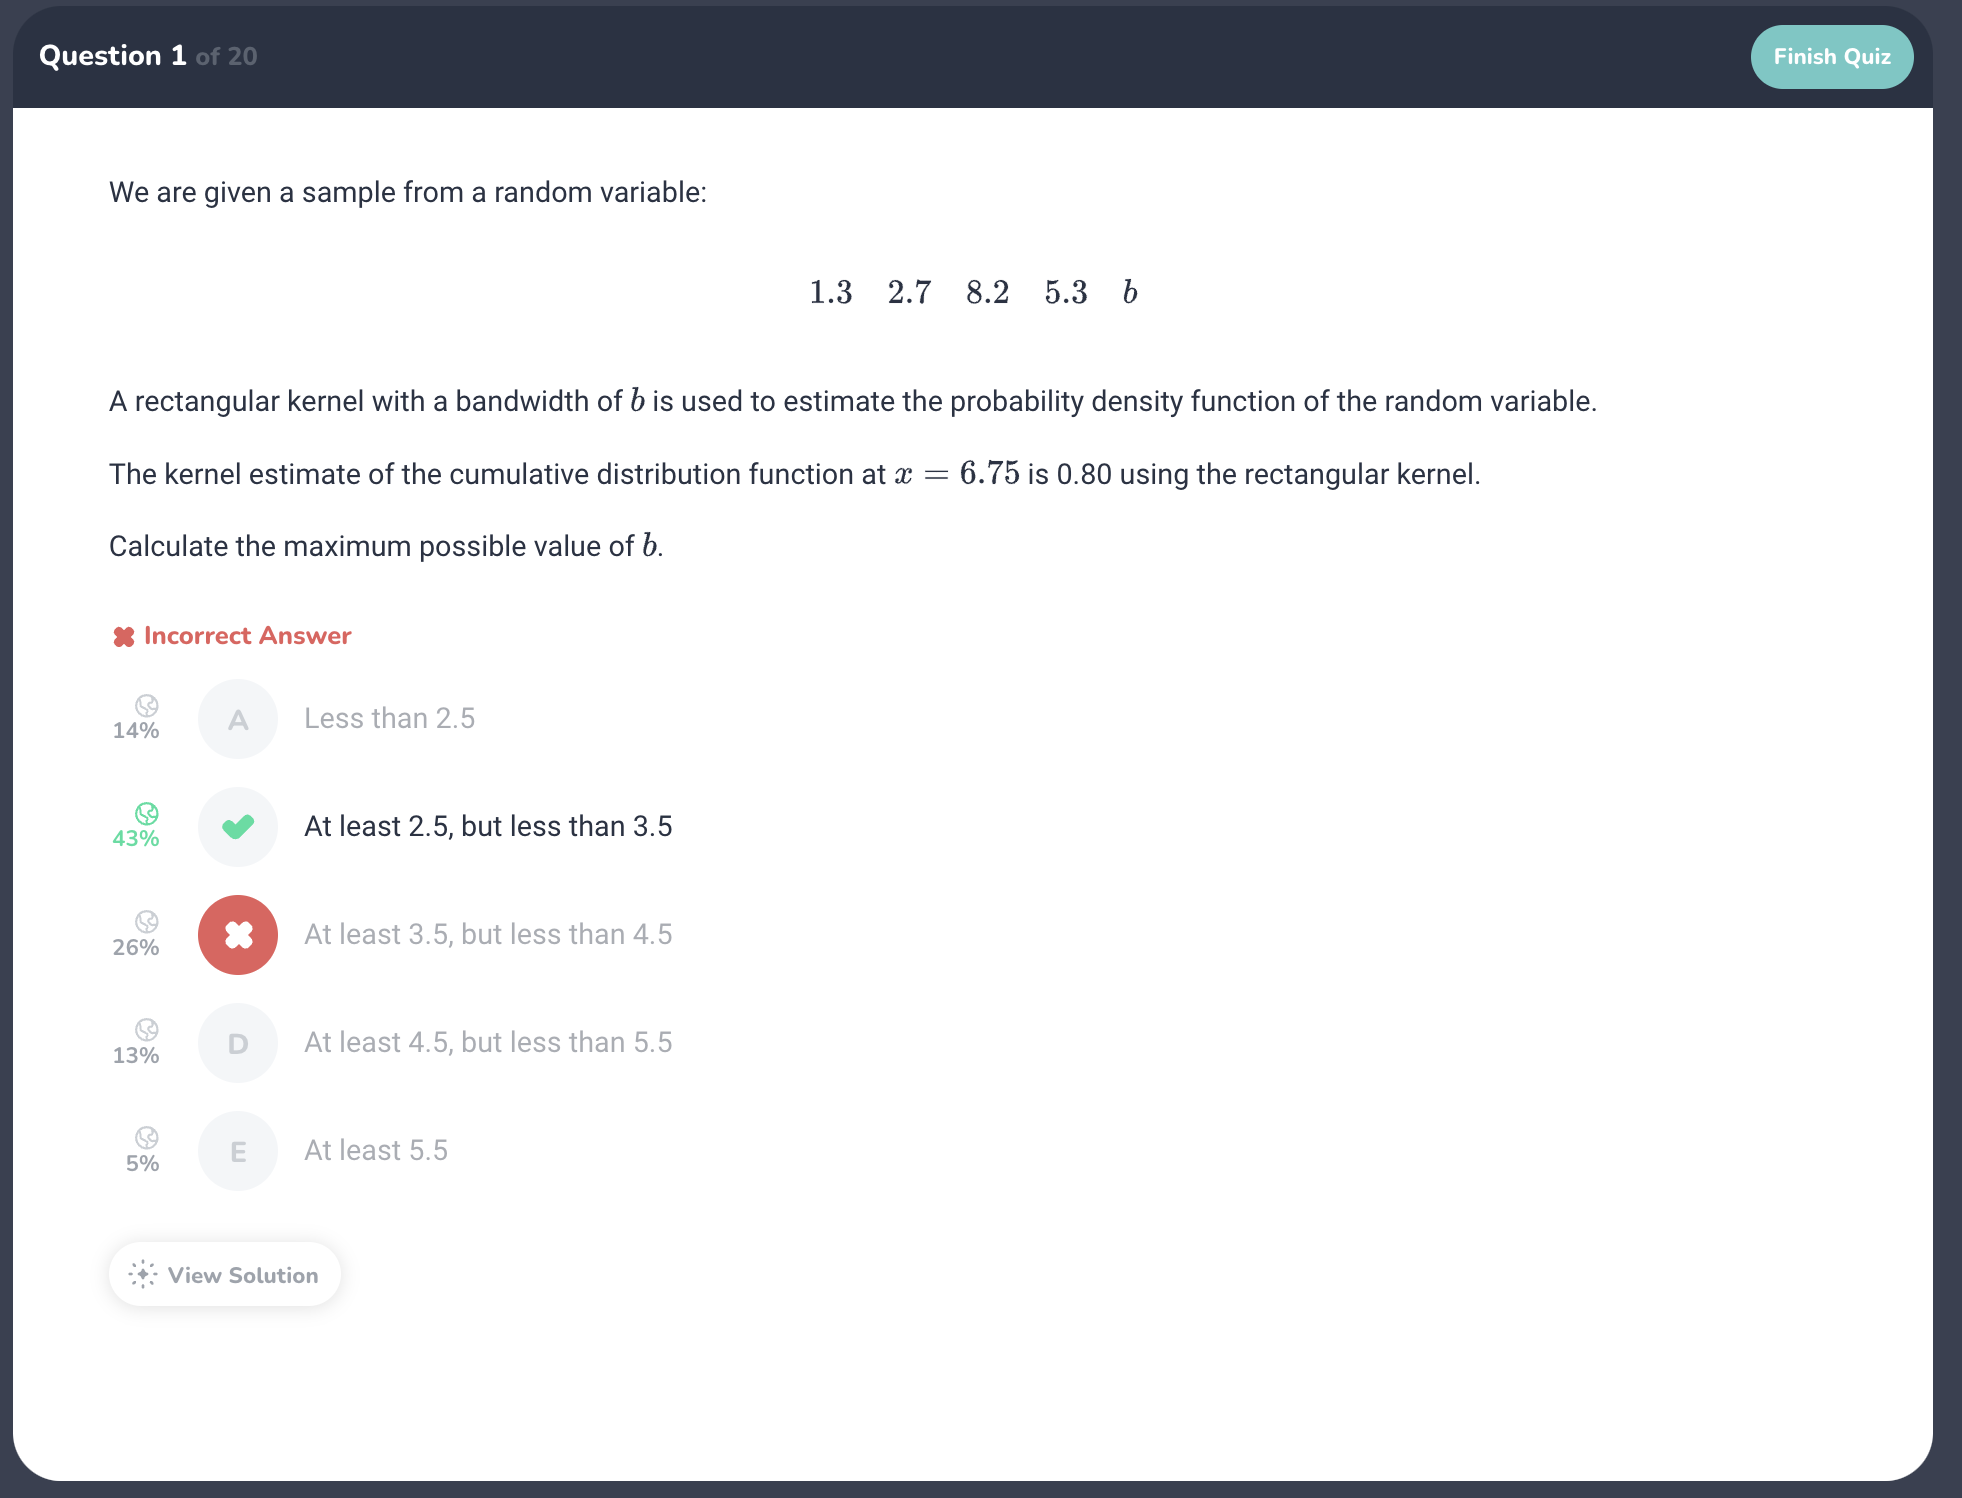 Question 1 of 20
Finish Quiz
We are given a sample from a random variable:
1.3 2.7 8.2 5.3 b
A rectangular kernel with a bandwidth of b is used to estimate the probability density function of the random variable.
The kernel estimate of the cumulative distribution function at x = 6.75 is 0.80 using the rectangular kernel.
Calculate the maximum possible value of b.
Incorrect Answer
14% A Less than 2.5
43% At least 2.5, but less than 3.5
26% At least 3.5, but less than 4.5
13% D At least 4.5, but less than 5.5
5% E At least 5.5
View Solution